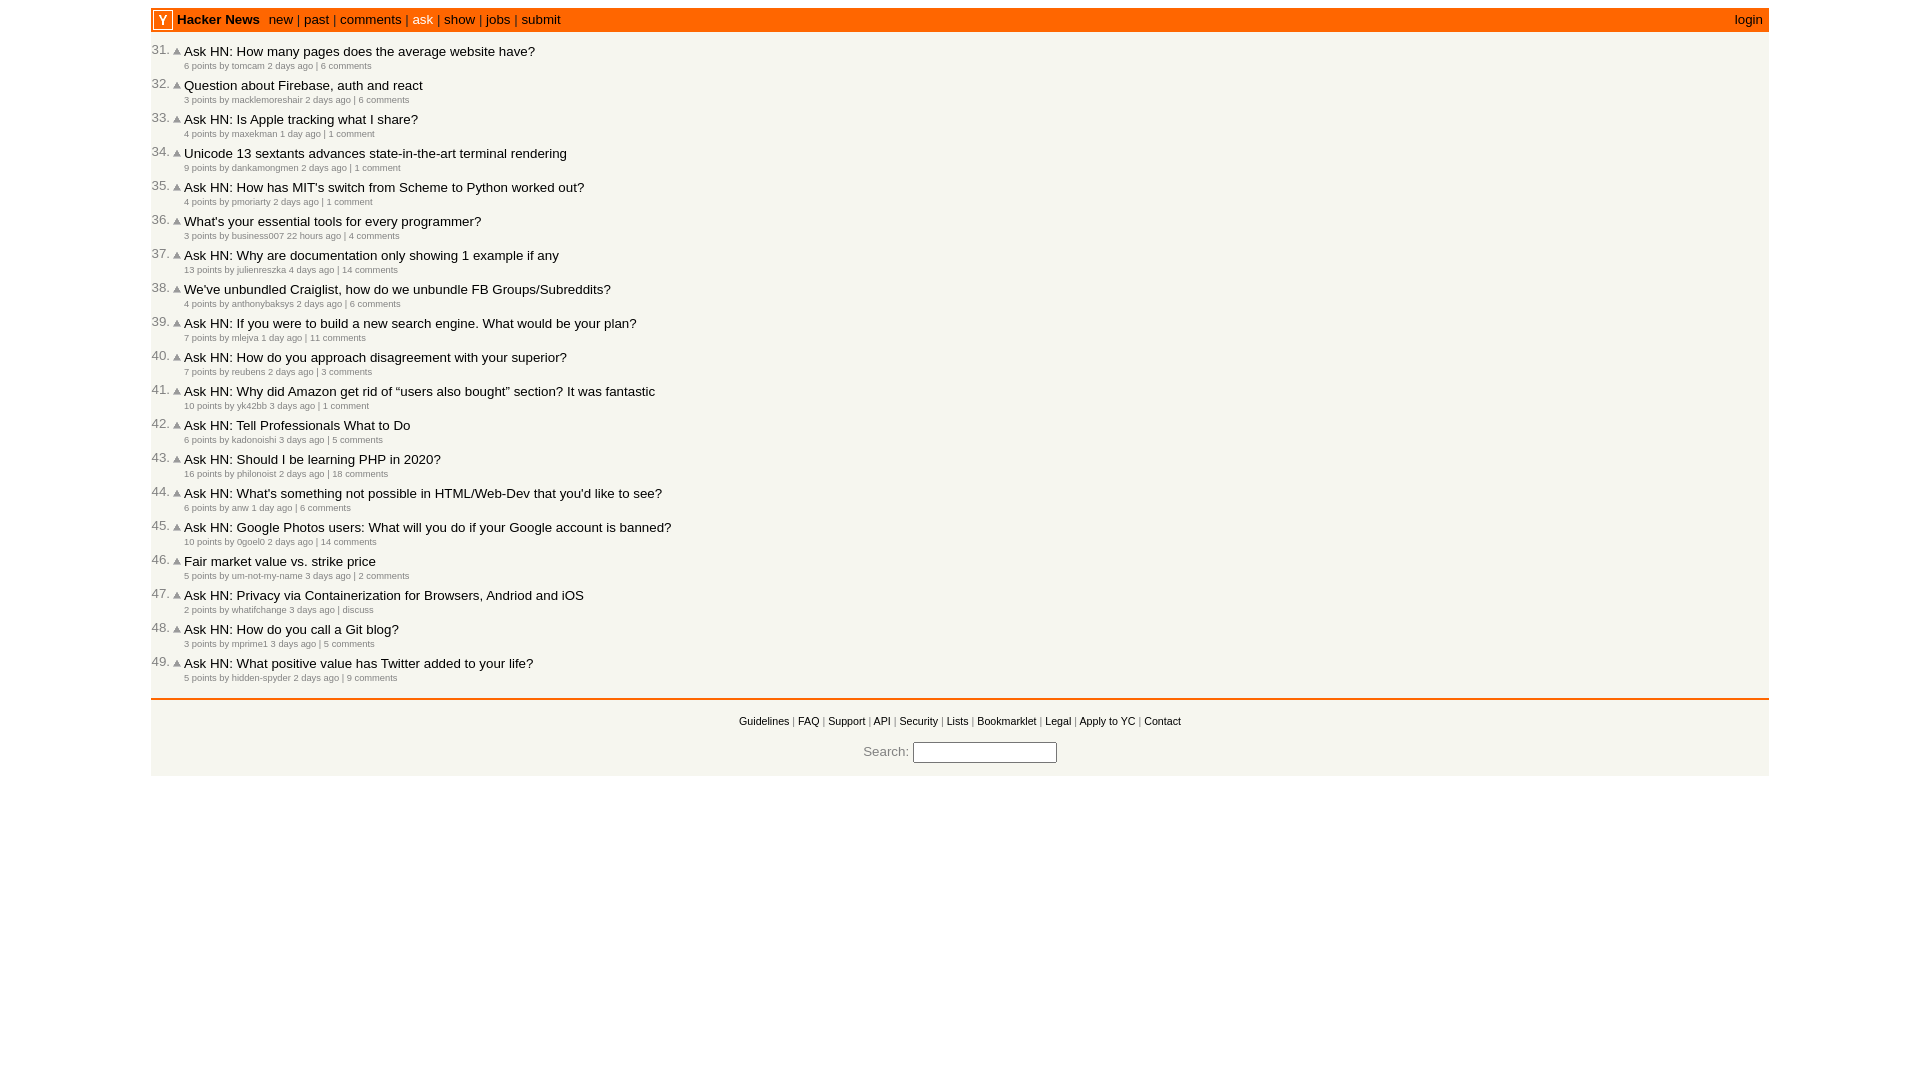 Y Hacker News new | past | comments | ask | show | jobs | submit login
31. Ask HN: How many pages does the average website have?
6 points by tomcam 2 days ago | 6 comments
32. Question about Firebase, auth and react
3 points by macklemoreshair 2 days ago | 6 comments
33. Ask HN: Is Apple tracking what I share?
4 points by maxekman 1 day ago | 1 comment
34. Unicode 13 sextants advances state-in-the-art terminal rendering
9 points by dankamongmen 2 days ago | 1 comment
35. Ask HN: How has MIT's switch from Scheme to Python worked out?
4 points by pmoriarty 2 days ago | 1 comment
36. What's your essential tools for every programmer?
3 points by business007 22 hours ago | 4 comments
37. Ask HN: Why are documentation only showing 1 example if any
13 points by julienreszka 4 days ago | 14 comments
38. We've unbundled Craiglist, how do we unbundle FB Groups/Subreddits?
4 points by anthonybaksys 2 days ago | 6 comments
39. Ask HN: If you were to build a new search engine. What would be your plan?
7 points by mlejva 1 day ago | 11 comments
40. Ask HN: How do you approach disagreement with your superior?
7 points by reubens 2 days ago | 3 comments
41. Ask HN: Why did Amazon get rid of “users also bought” section? It was fantastic
10 points by yk42bb 3 days ago | 1 comment
42. Ask HN: Tell Professionals What to Do
6 points by kadonoishi 3 days ago | 5 comments
43. Ask HN: Should I be learning PHP in 2020?
16 points by philonoist 2 days ago | 18 comments
44. Ask HN: What's something not possible in HTML/Web-Dev that you'd like to see?
6 points by anw 1 day ago | 6 comments
45. Ask HN: Google Photos users: What will you do if your Google account is banned?
10 points by 0goel0 2 days ago | 14 comments
46. Fair market value vs. strike price
5 points by um-not-my-name 3 days ago | 2 comments
47. Ask HN: Privacy via Containerization for Browsers, Andriod and iOS
2 points by whatifchange 3 days ago | discuss
48. Ask HN: How do you call a Git blog?
3 points by mprime1 3 days ago | 5 comments
49. Ask HN: What positive value has Twitter added to your life?
5 points by hidden-spyder 2 days ago | 9 comments
Guidelines | FAQ | Support | API | Security | Lists | Bookmarklet | Legal | Apply to YC | Contact
Search: